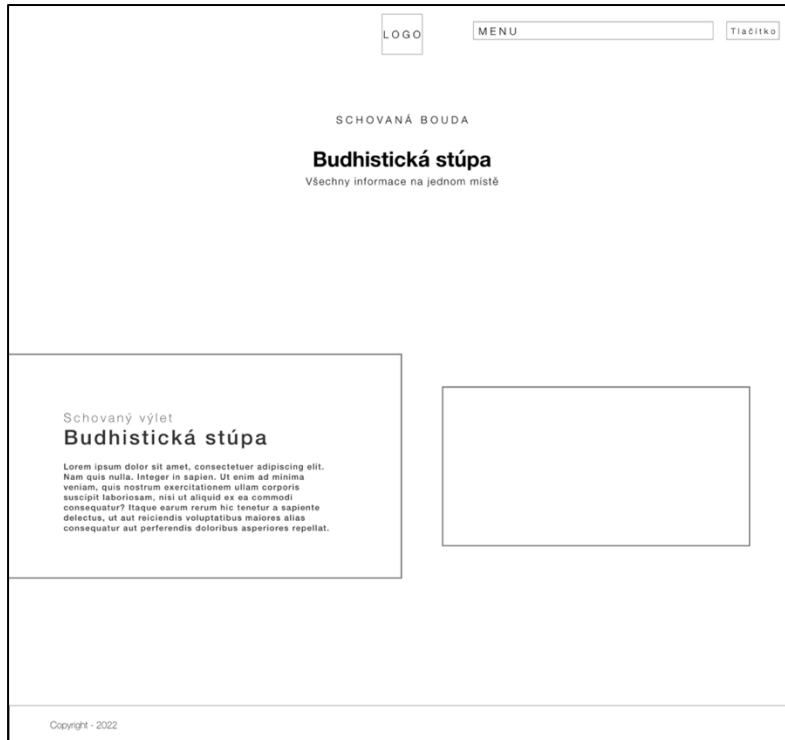 LOGO
MENU
Tlačítko
SCHOVANÁ BOUDA
Budhistická stúpa
Všechny informace na jednom místě
Schovaný výlet
Budhistická stúpa
Lorem ipsum dolor sit amet, consectetuer adipiscing elit.
Nam quis nulla. Integer in sapien. Ut enim ad minima
veniam, quis nostrum exercitationem ullam corporis
suscipit laboriosam, nisi ut aliquid ex ea commodi
consequatur? Itaque earum rerum hic tenetur a sapiente
delectus, ut aut reiciendis voluptatibus maiores alias
consequatur aut perferendis doloribus asperiores repellat.
Copyright - 2022